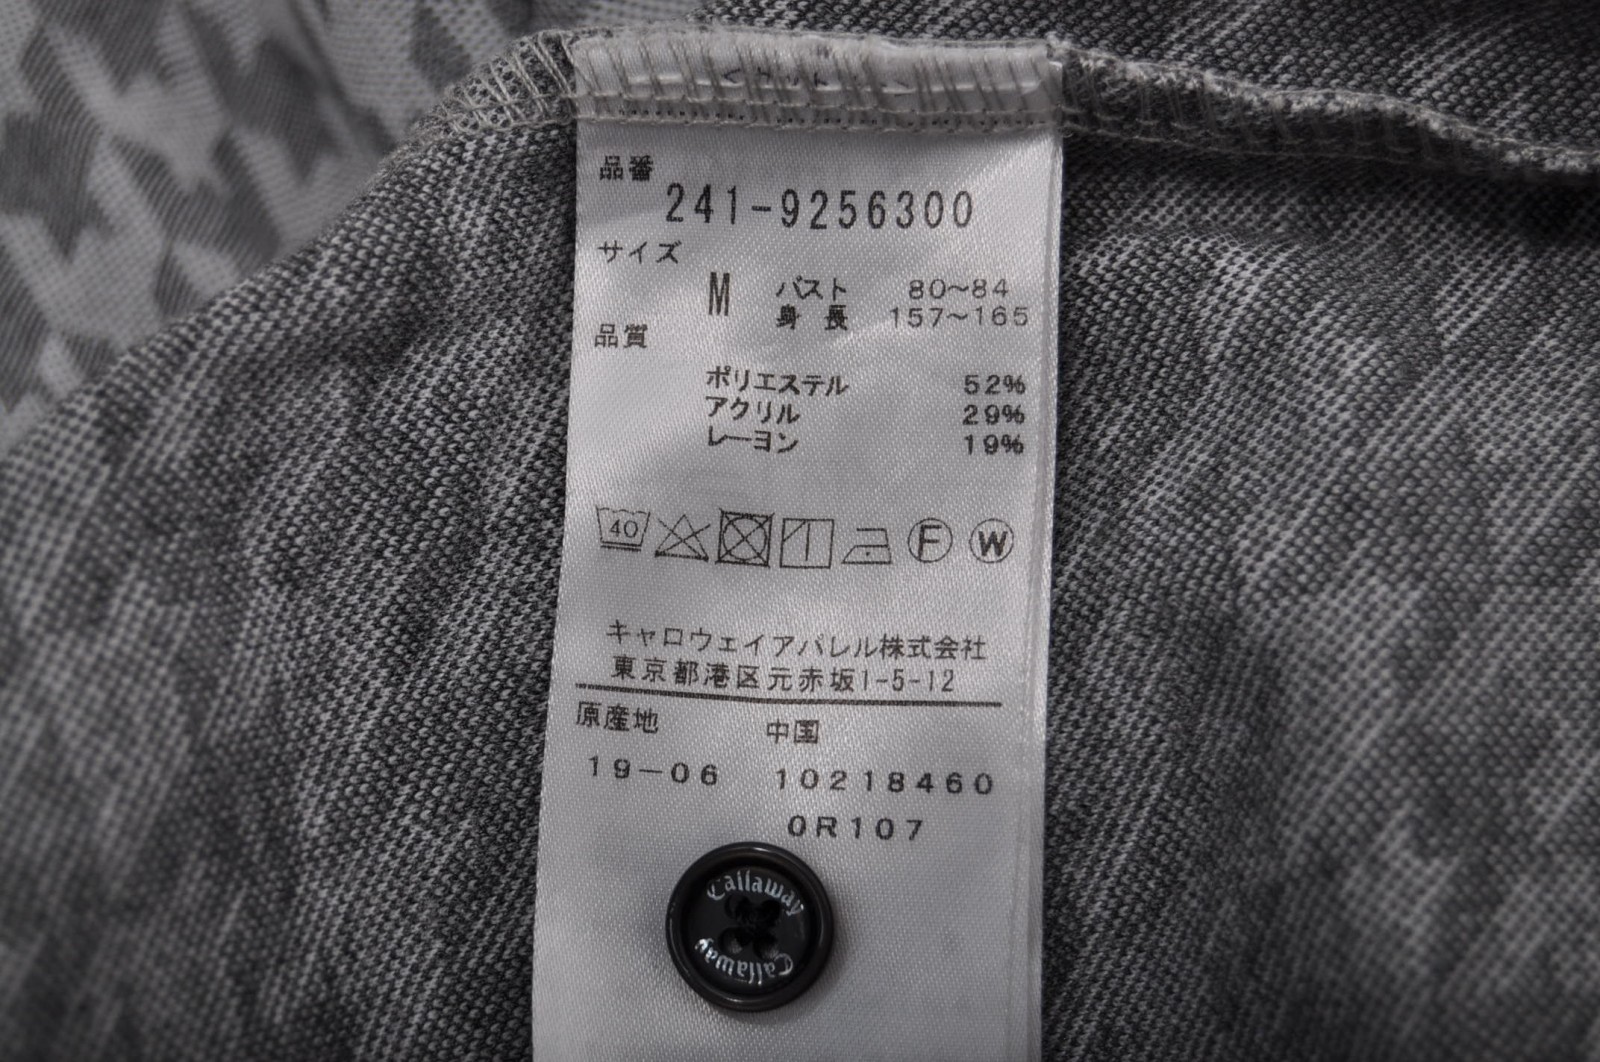 品番
241-9256300
サイズ
M バスト 80~84
身長 157~165
品質
ポリエステル 52%
アクリル 29%
レーヨン 19%
40 F W
キャロウェイアパレル株式会社
東京都港区元赤坂1-5-12
原産地 中国
19-06 10218460
0R107
Callaway
Callaway